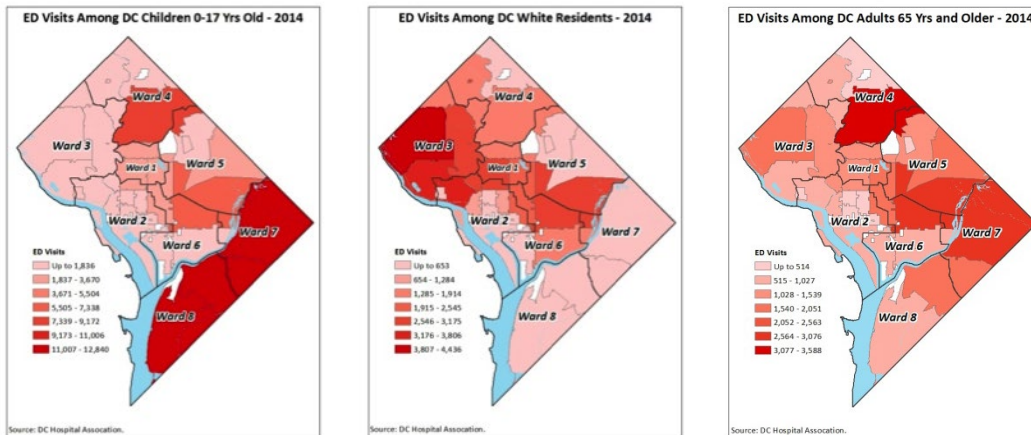 ED Visits Among DC Children 0-17 Yrs Old - 2014
Ward 4
Ward 3
Ward 5
Ward 1
Ward 2
Ward 7
Ward 6
Ward 8
ED Visits
Up to 1,836
1,837 - 3,670
3,671 - 5,504
5,505 - 7,338
7,339 - 9,172
9,173 - 11,006
11,007 - 12,840
Source: DC Hospital Assocation.
ED Visits Among DC White Residents - 2014
Ward 4
Ward 3
Ward 5
Ward 1
Ward 2
Ward 7
Ward 6
Ward 8
ED Visits
Up to 653
654 - 1,284
1,285 - 1,914
1,915 - 2,545
2,546 - 3,175
3,176 - 3,806
3,807 - 4,436
Source: DC Hospital Assocation.
ED Visits Among DC Adults 65 Yrs and Older - 2014
Ward 4
Ward 3
Ward 5
Ward 1
Ward 2
Ward 7
Ward 6
Ward 8
ED Visits
Up to 514
515 - 1,027
1,028 - 1,539
1,540 - 2,051
2,052 - 2,563
2,564 - 3,076
3,077 - 3,588
Source: DC Hospital Assocation.